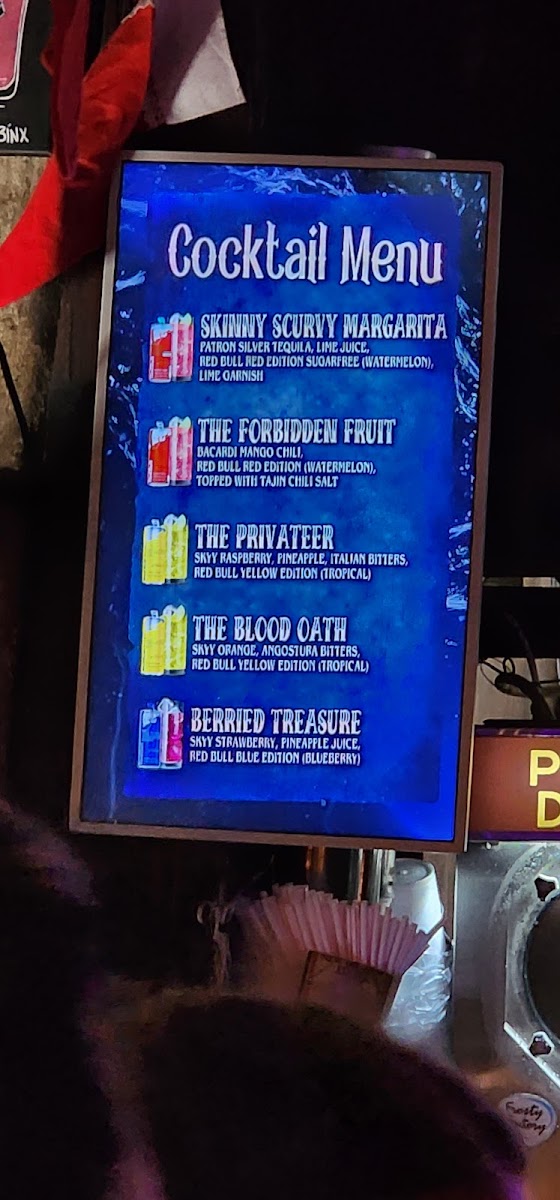 BINX
Cocktail Menu
SKINNY SCURVY MARGARITA
PATRON SILVER TEQUILA, LIME JUICE,
RED BULL RED EDITION SUGARFREE (WATERMELON),
LIME GARNISH
THE FORBIDDEN FRUIT
BACARDI MANGO CHILI,
RED BULL RED EDITION (WATERMELON),
TOPPED WITH TAJIN CHILI SALT
THE PRIVATEER
SKYY RASPBERRY, PINEAPPLE, ITALIAN BITTERS,
RED BULL YELLOW EDITION (TROPICAL)
THE BLOOD OATH
SKYY ORANGE, ANGOSTURA BITTERS,
RED BULL YELLOW EDITION (TROPICAL)
BERRIED TREASURE
SKYY STRAWBERRY, PINEAPPLE JUICE,
RED BULL BLUE EDITION (BLUEBERRY)
P
D
Frosty